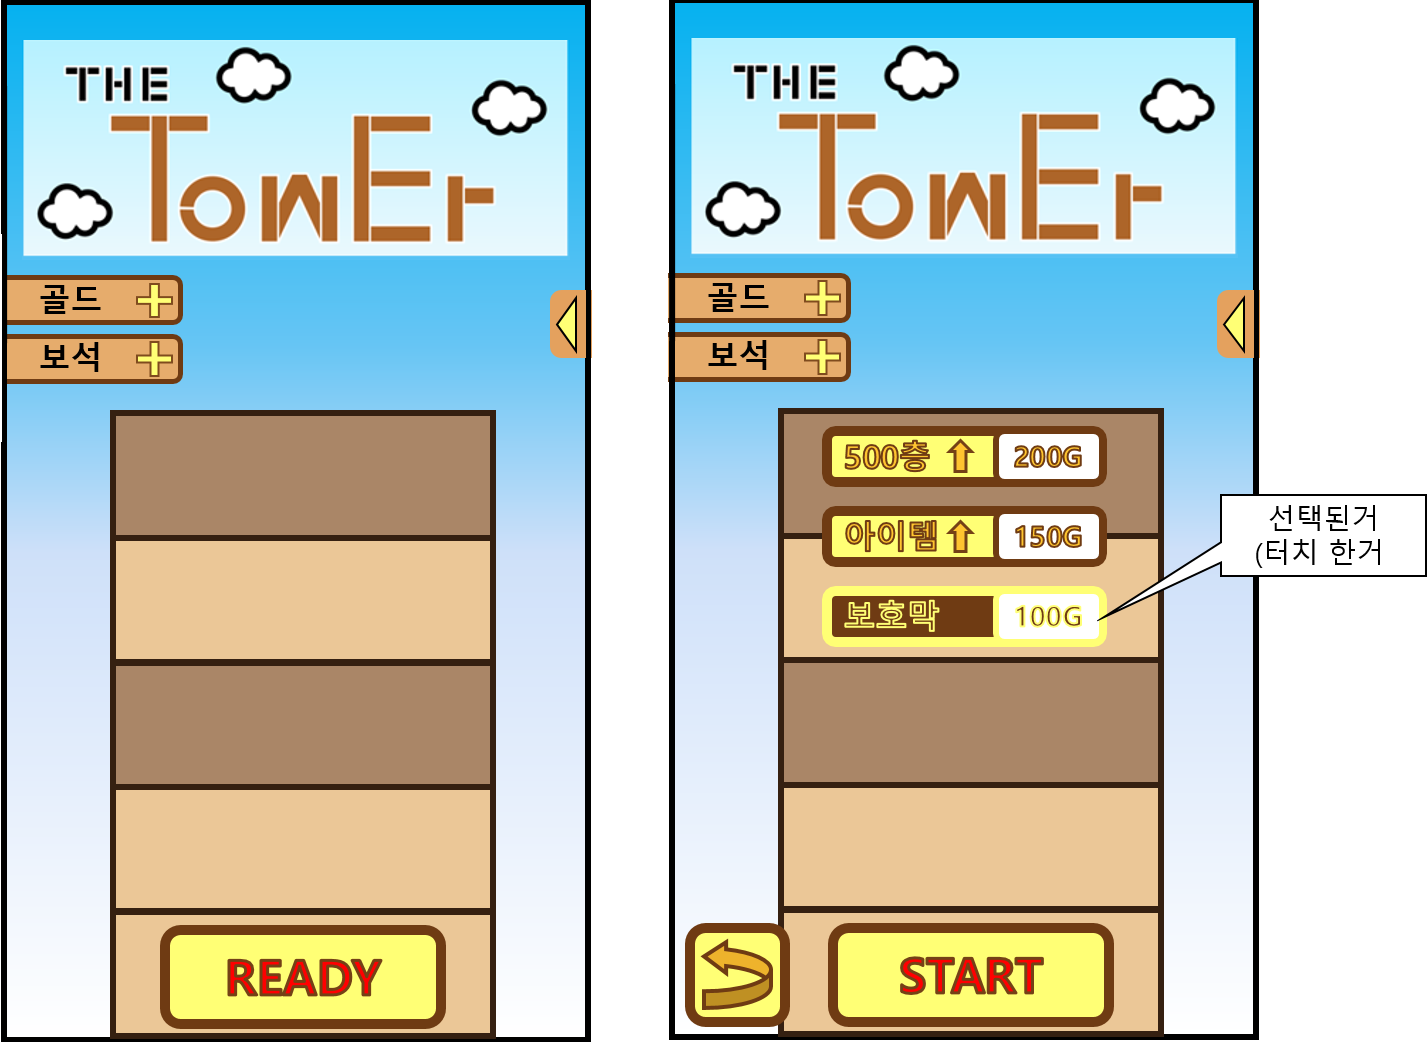 THE
TowEr
골드
보석
READY
THE
TowEr
골드
보석
500층 200G
아이템 150G
보호막 100G
선택된거
(터치 한거
START